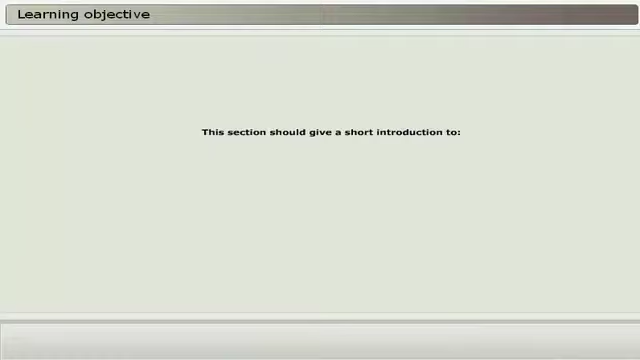 Learning objective
This section should give a short introduction to: